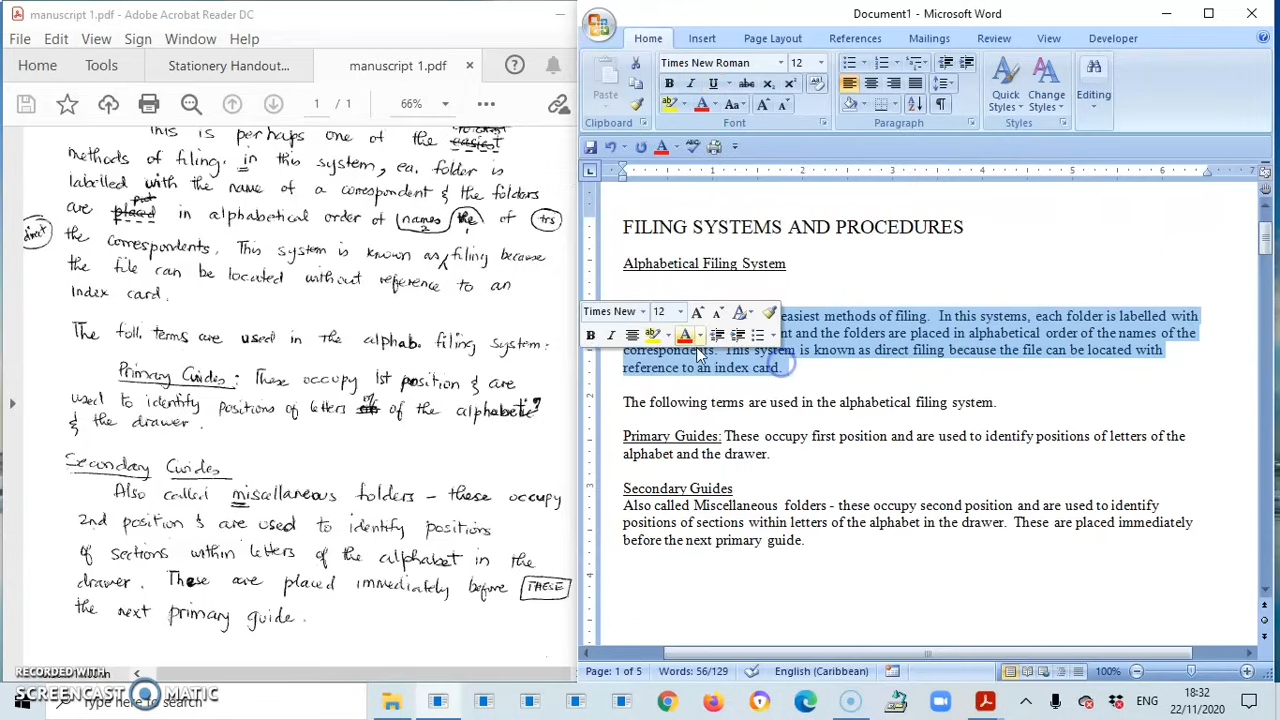 manuscript 1.pdf - Adobe Acrobat Reader DC
File Edit View Sign Window Help
Home Tools Stationery Handout... manuscript 1.pdf ×
1 / 1 66%
This is perhaps one of the easiest
methods of filing. in this system, ea. folder is
labelled with the name of a correspondent & the folders
are placed in alphabetical order of names the of trs
the correspondents. This system is known as filing because
the file can be located without reference to an
Index card.
The foll. terms are used in the alphab. filing system:
Primary Guides: These occupy 1st position & are
used to identify positions of letters of the alphabetic
& the drawer.
Secondary Guides
Also called miscellaneous folders - these occupy
2nd position & are used to identify positions
of sections within letters of the alphabet in the
drawer. These are placed immediately before THESE
the next primary guide.
RECORDED WITH
SCREENCAST MATIC
Type here to search
Document1 - Microsoft Word
Home Insert Page Layout References Mailings Review View Developer
Paste
Clipboard
Times New Roman 12
Font
Paragraph
Quick Styles
Change Styles
Styles
Editing
1 2 3 4 5 6 7
FILING SYSTEMS AND PROCEDURES
Alphabetical Filing System
Times New 12
easiest methods of filing. In this systems, each folder is labelled with
nt and the folders are placed in alphabetical order of the names of the
correspondents. This system is known as direct filing because the file can be located with
reference to an index card.
The following terms are used in the alphabetical filing system.
Primary Guides: These occupy first position and are used to identify positions of letters of the
alphabet and the drawer.
Secondary Guides
Also called Miscellaneous folders - these occupy second position and are used to identify
positions of sections within letters of the alphabet in the drawer. These are placed immediately
before the next primary guide.
Page: 1 of 5 Words: 56/129 English (Caribbean) 100%
ENG 18:32
22/11/2020